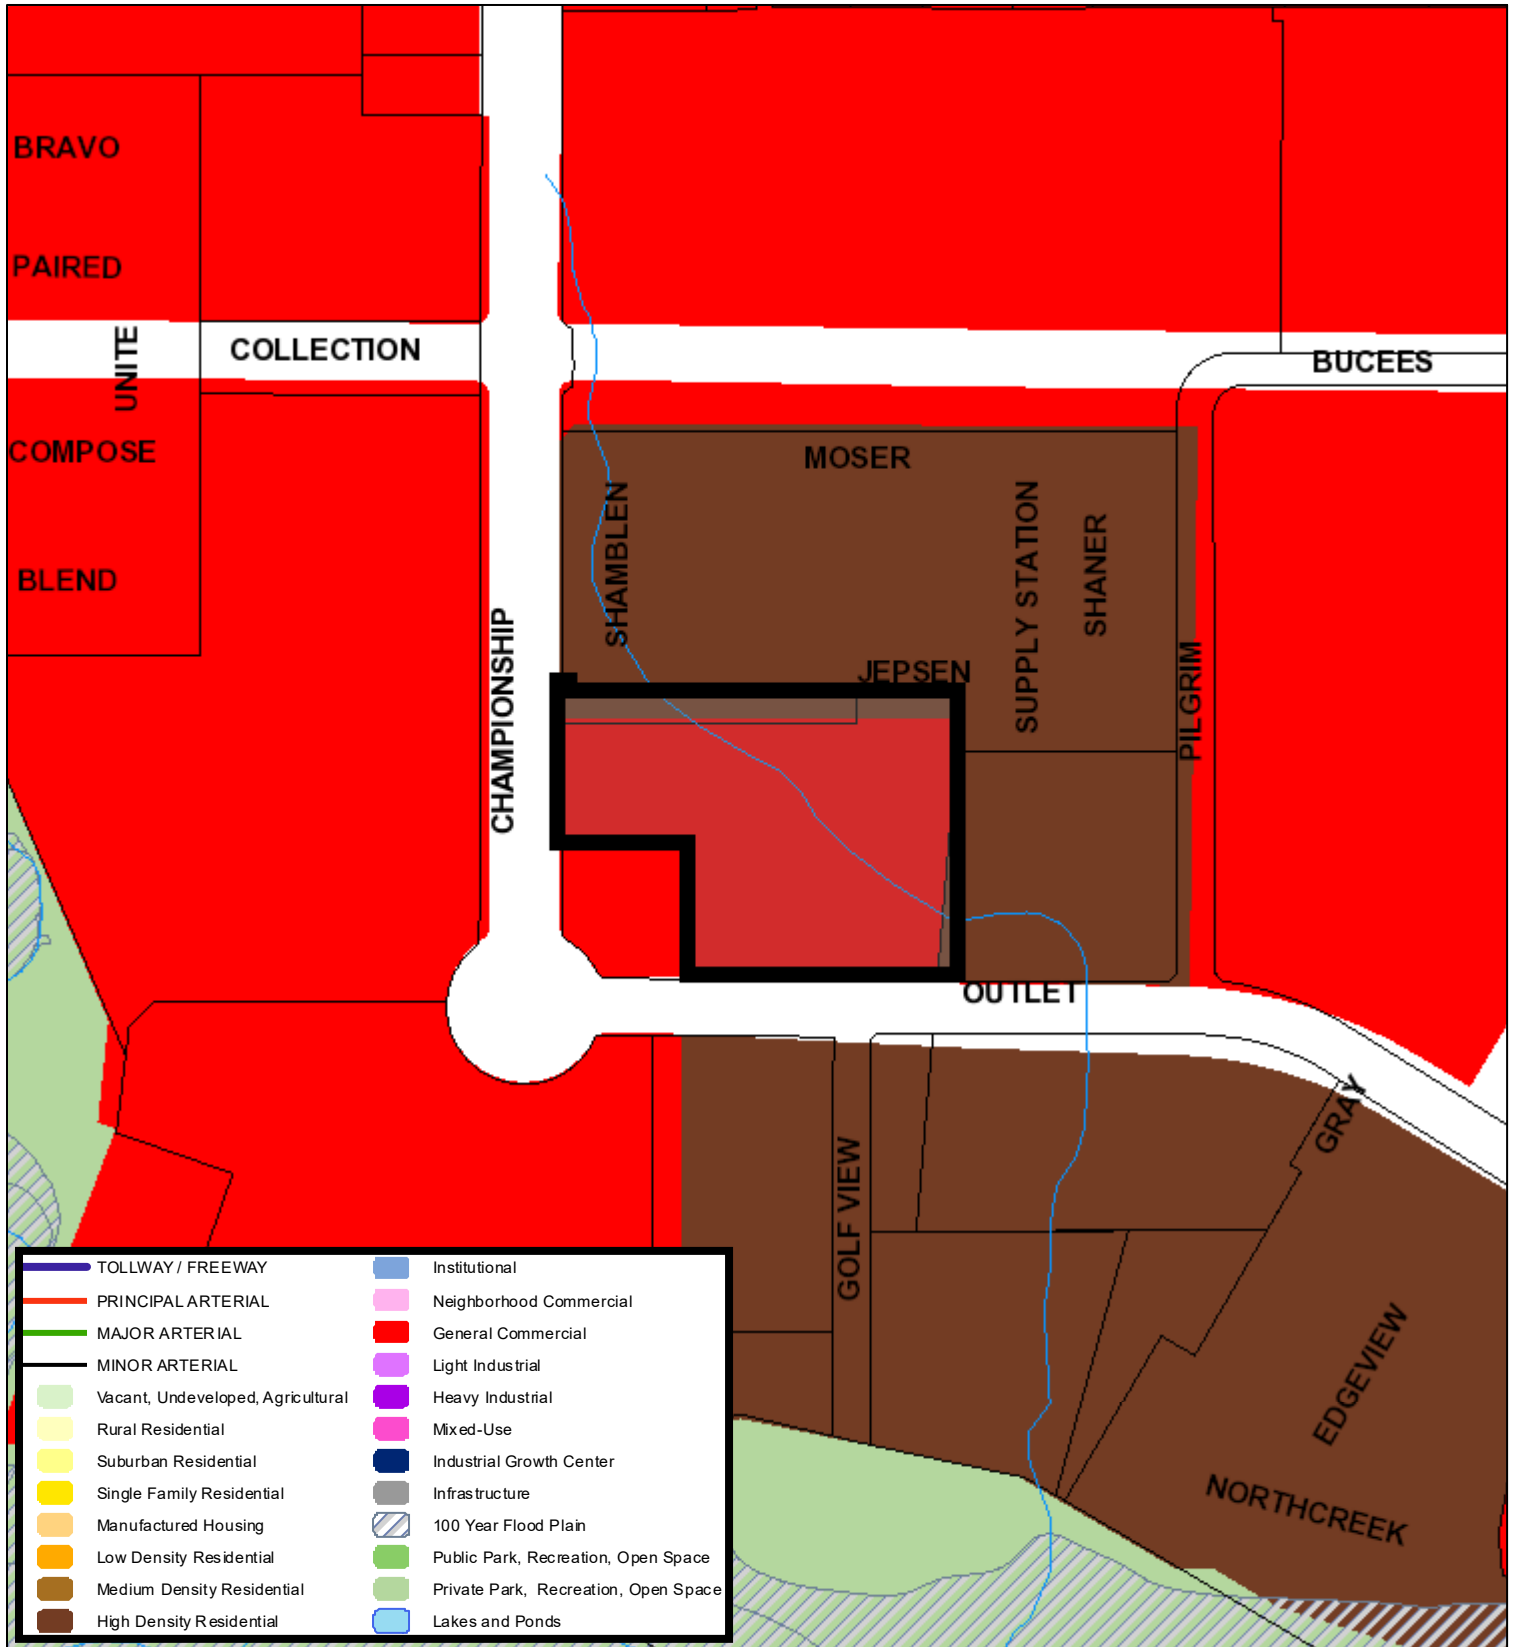 BRAVO
PAIRED
UNITE
COLLECTION
BUCEES
COMPOSE
MOSER
BLEND
SHAMBLEN
SUPPLY STATION
SHANER
CHAMPIONSHIP
JEPSEN
PILGRIM
OUTLET
GRAY
GOLF VIEW
EDGEVIEW
NORTHCREEK
TOLLWAY / FREEWAY
PRINCIPAL ARTERIAL
MAJOR ARTERIAL
MINOR ARTERIAL
Vacant, Undeveloped, Agricultural
Rural Residential
Suburban Residential
Single Family Residential
Manufactured Housing
Low Density Residential
Medium Density Residential
High Density Residential
Institutional
Neighborhood Commercial
General Commercial
Light Industrial
Heavy Industrial
Mixed-Use
Industrial Growth Center
Infrastructure
100 Year Flood Plain
Public Park, Recreation, Open Space
Private Park, Recreation, Open Space
Lakes and Ponds